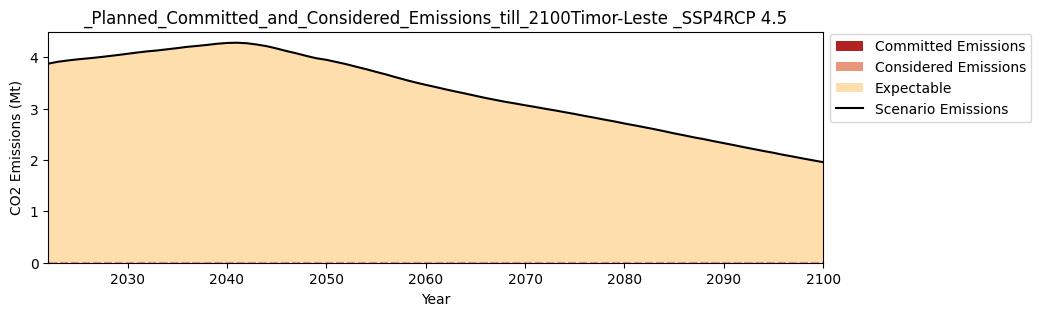 _Planned_Committed_and_Considered_Emissions_till_2100Timor-Leste _SSP4RCP 4.5
CO2 Emissions (Mt)
4
3
2
1
0
2030 2040 2050 2060 2070 2080 2090 2100
Year
Committed Emissions
Considered Emissions
Expectable
Scenario Emissions